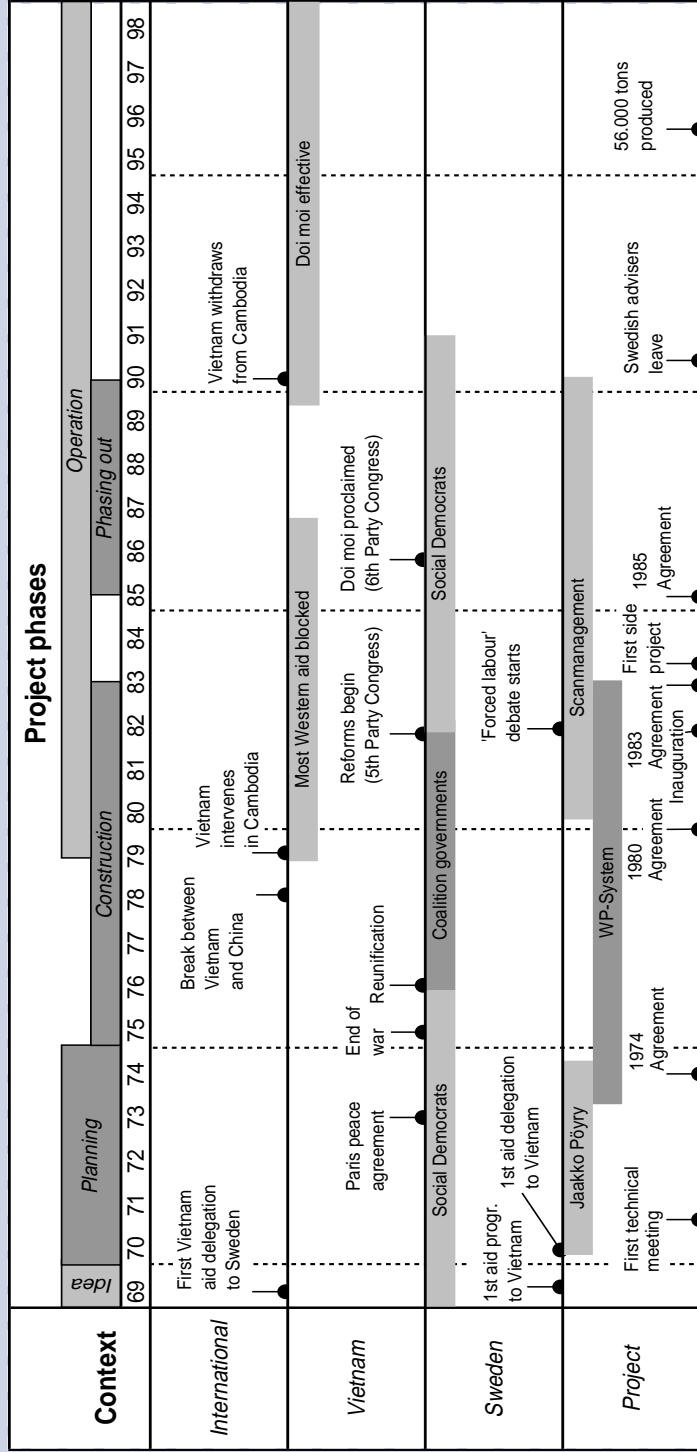 Project phases
Context
Idea
Planning
Construction
Operation
Phasing out
69 70 71 72 73 74 75 76 77 78 79 80 81 82 83 84 85 86 87 88 89 90 91 92 93 94 95 96 97 98
International
First Vietnam
aid delegation
to Sweden
Break between
Vietnam
and China
Vietnam
intervenes
in Cambodia
Vietnam withdraws
from Cambodia
Vietnam
Most Western aid blocked
Doi moi effective
Paris peace
agreement
End of
war
Reunification
Reforms begin
(5th Party Congress)
Doi moi proclaimed
(6th Party Congress)
Sweden
Social Democrats
Coalition governments
Social Democrats
1st aid progr.
to Vietnam
1st aid delegation
to Vietnam
'Forced labour'
debate starts
Project
Jaakko Pöyry
WP-System
Scanmanagement
First technical
meeting
1974
Agreement
1980
Agreement
Inauguration
1983
Agreement
First side
project
1985
Agreement
Swedish advisers
leave
56.000 tons
produced